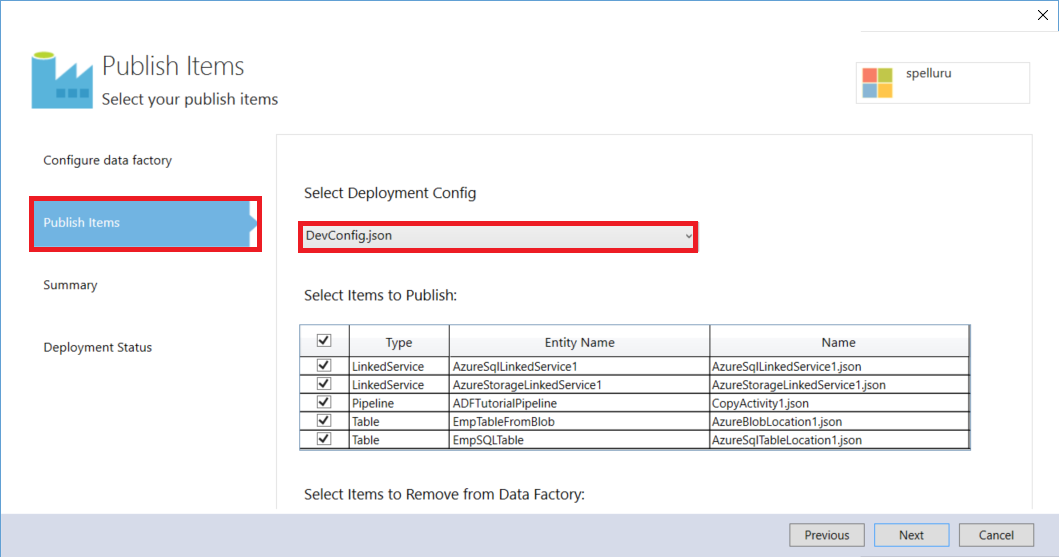 Publish Items
Select your publish items
spelluru
Configure data factory
Publish Items
Summary
Deployment Status
Select Deployment Config
DevConfig.json
Select Items to Publish:
Type Entity Name Name
LinkedService AzureSqlLinkedService1 AzureSqlLinkedService1.json
LinkedService AzureStorageLinkedService1 AzureStorageLinkedService1.json
Pipeline ADFTutorialPipeline CopyActivity1.json
Table EmpTableFromBlob AzureBlobLocation1.json
Table EmpSQLTable AzureSqlTableLocation1.json
Select Items to Remove from Data Factory:
Previous Next Cancel